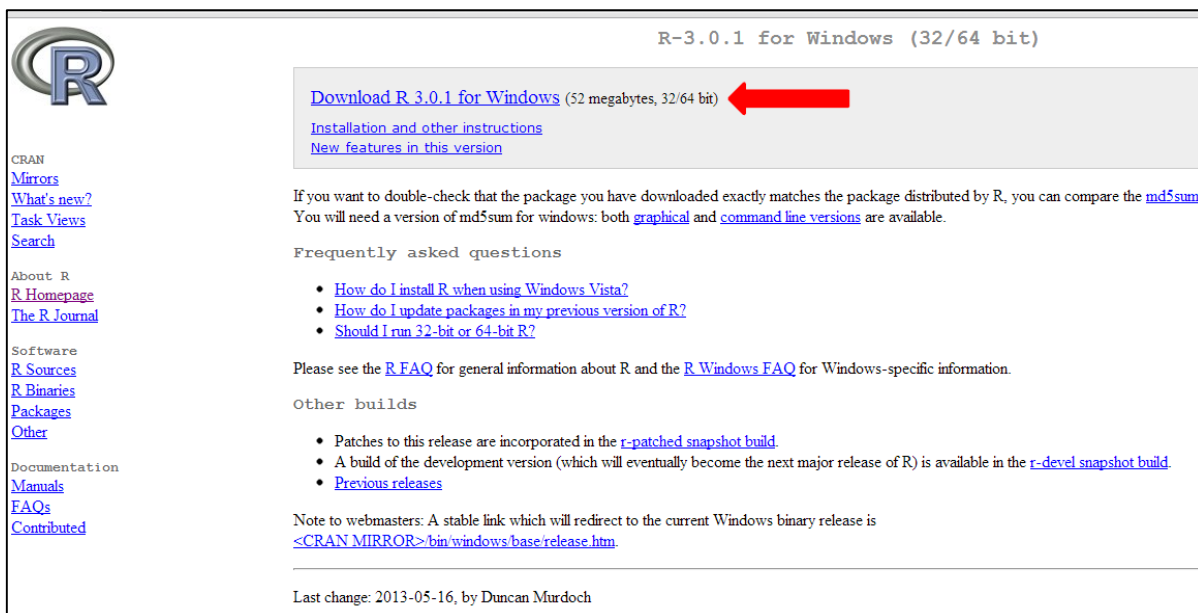 R
R-3.0.1 for Windows (32/64 bit)
Download R 3.0.1 for Windows (52 megabytes, 32/64 bit)
Installation and other instructions
New features in this version
CRAN
Mirrors
What's new?
Task Views
Search
About R
R Homepage
The R Journal
Software
R Sources
R Binaries
Packages
Other
Documentation
Manuals
FAQs
Contributed
If you want to double-check that the package you have downloaded exactly matches the package distributed by R, you can compare the md5sum
You will need a version of md5sum for windows: both graphical and command line versions are available.
Frequently asked questions
• How do I install R when using Windows Vista?
• How do I update packages in my previous version of R?
• Should I run 32-bit or 64-bit R?
Please see the R FAQ for general information about R and the R Windows FAQ for Windows-specific information.
Other builds
• Patches to this release are incorporated in the r-patched snapshot build.
• A build of the development version (which will eventually become the next major release of R) is available in the r-devel snapshot build.
• Previous releases
Note to webmasters: A stable link which will redirect to the current Windows binary release is
<CRAN MIRROR>/bin/windows/base/release.htm.
Last change: 2013-05-16, by Duncan Murdoch